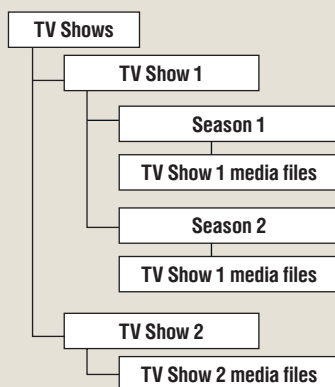 TV Shows
TV Show 1
Season 1
TV Show 1 media files
Season 2
TV Show 1 media files
TV Show 2
TV Show 2 media files